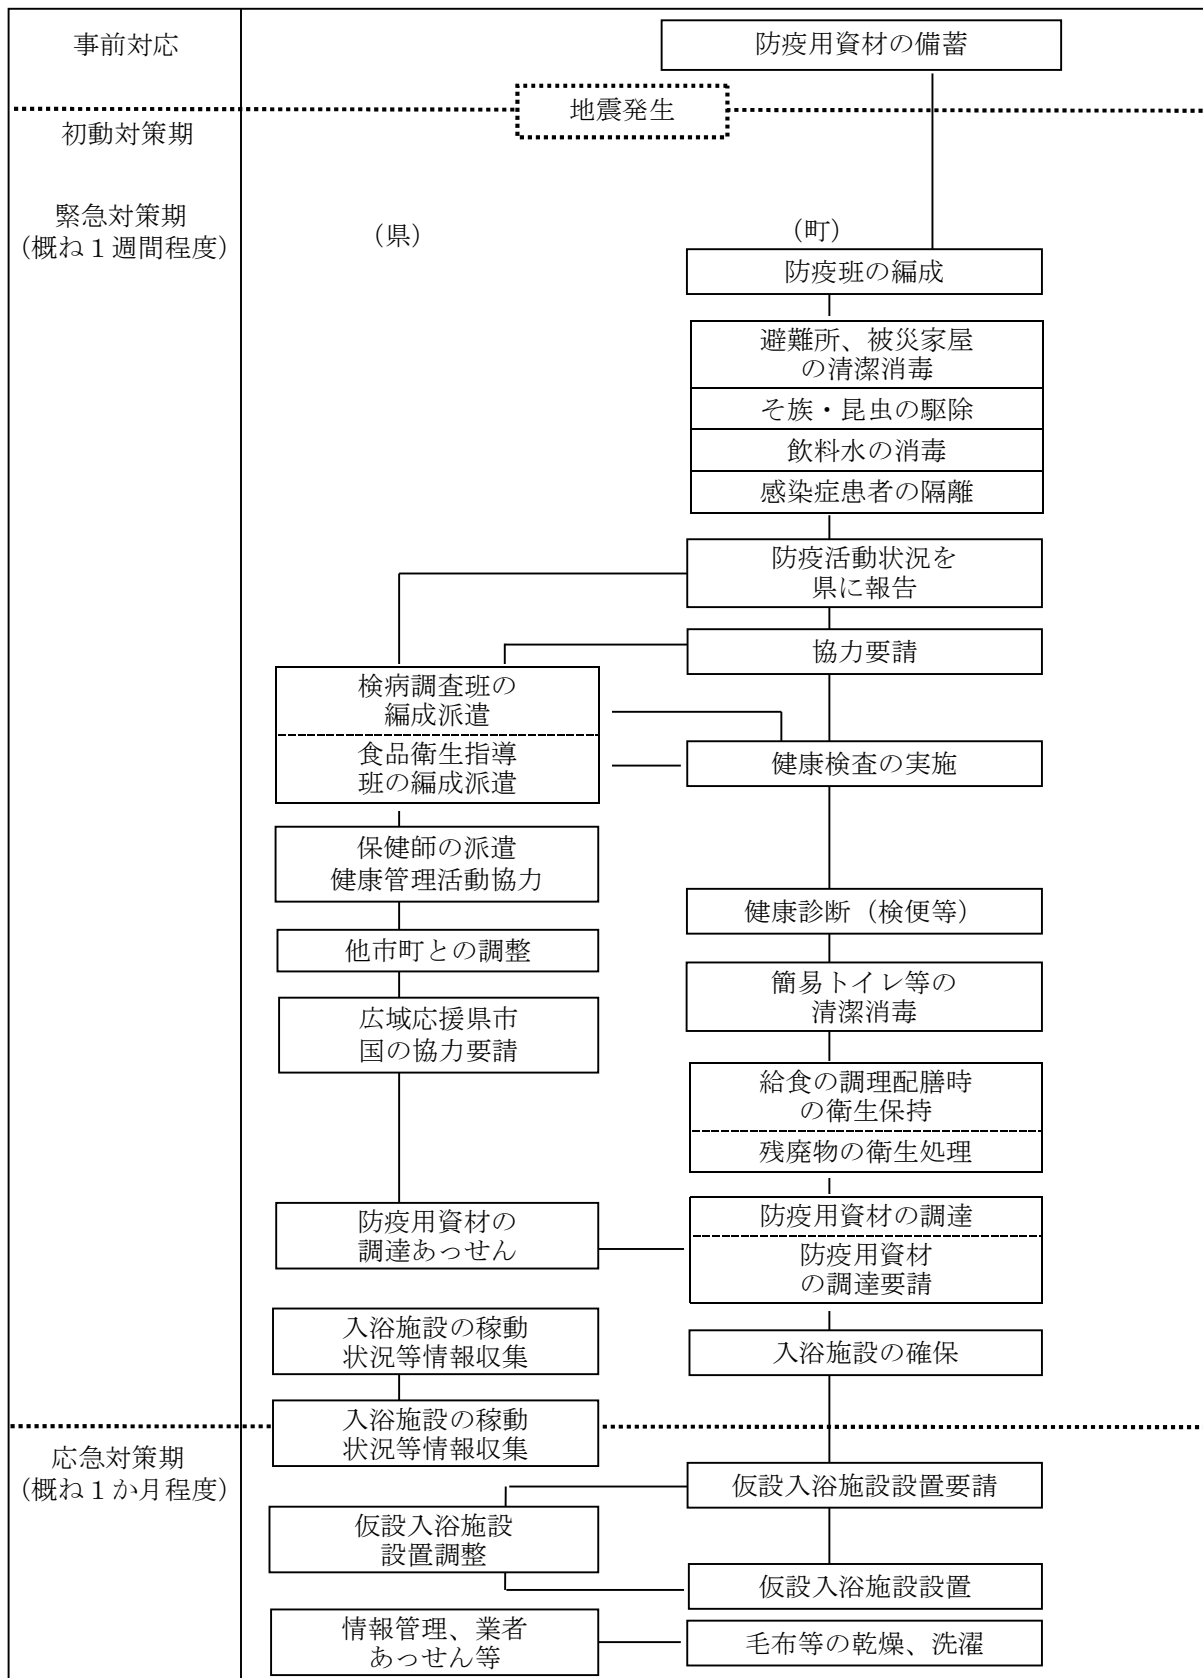 事前対応
防疫用資材の備蓄
地震発生
初動対策期
緊急対策期
（概ね１週間程度）
（県）
（町）
防疫班の編成
避難所、被災家屋
の清潔消毒
そ族・昆虫の駆除
飲料水の消毒
感染症患者の隔離
防疫活動状況を
県に報告
協力要請
検病調査班の
編成派遣
食品衛生指導
班の編成派遣
健康検査の実施
保健師の派遣
健康管理活動協力
健康診断（検便等）
他市町との調整
簡易トイレ等の
清潔消毒
広域応援県市
国の協力要請
給食の調理配膳時
の衛生保持
残廃物の衛生処理
防疫用資材の
調達あっせん
防疫用資材の調達
防疫用資材
の調達要請
入浴施設の稼動
状況等情報収集
入浴施設の確保
入浴施設の稼動
状況等情報収集
応急対策期
（概ね１か月程度）
仮設入浴施設設置要請
仮設入浴施設
設置調整
仮設入浴施設設置
情報管理、業者
あっせん等
毛布等の乾燥、洗濯